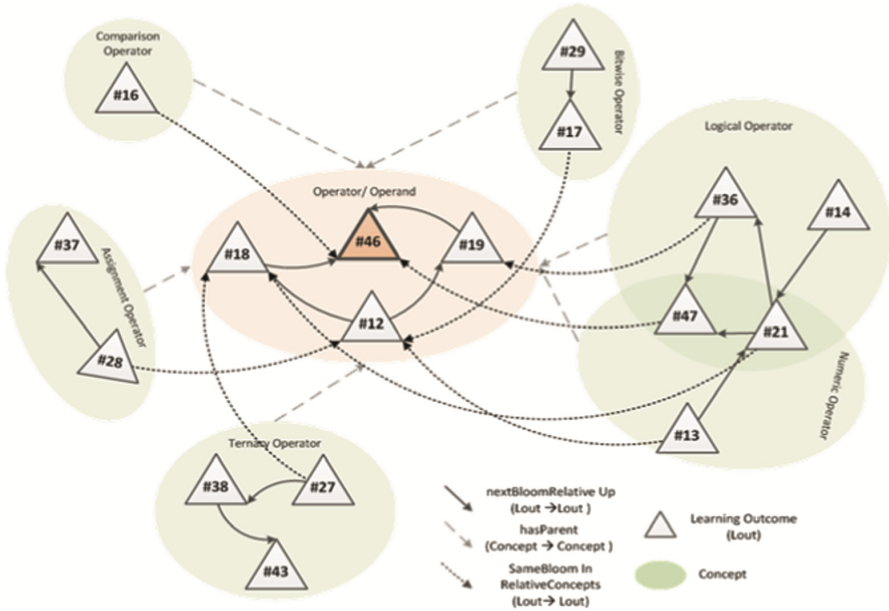 Comparison
Operator
#16
#29
#17
Bitwise Operator
Logical Operator
#36
#14
#47
#21
Numeric Operator
#13
Operator/ Operand
#18
#46
#19
#12
#37
#28
Assignment Operator
Ternary Operator
#38
#27
#43
nextBloomRelative Up
(Lout →Lout )
hasParent
(Concept → Concept )
SameBloom In
RelativeConcepts
(Lout→ Lout)
Learning Outcome
(Lout)
Concept